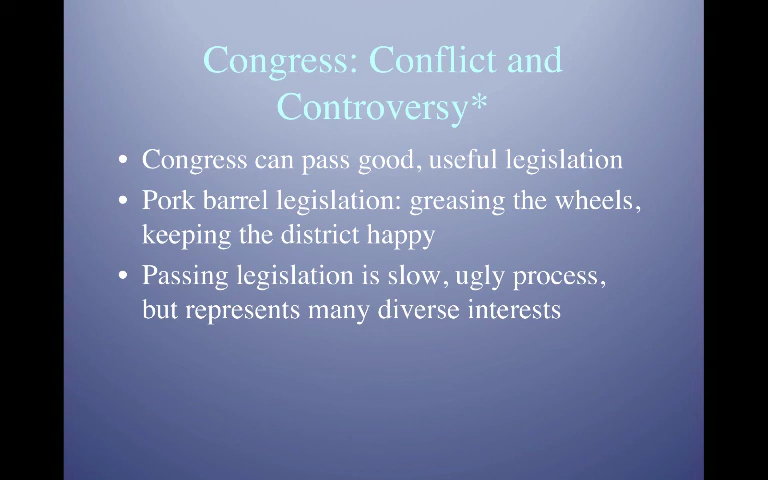 Congress: Conflict and
Controversy*
• Congress can pass good, useful legislation
• Pork barrel legislation: greasing the wheels,
keeping the district happy
• Passing legislation is slow, ugly process,
but represents many diverse interests